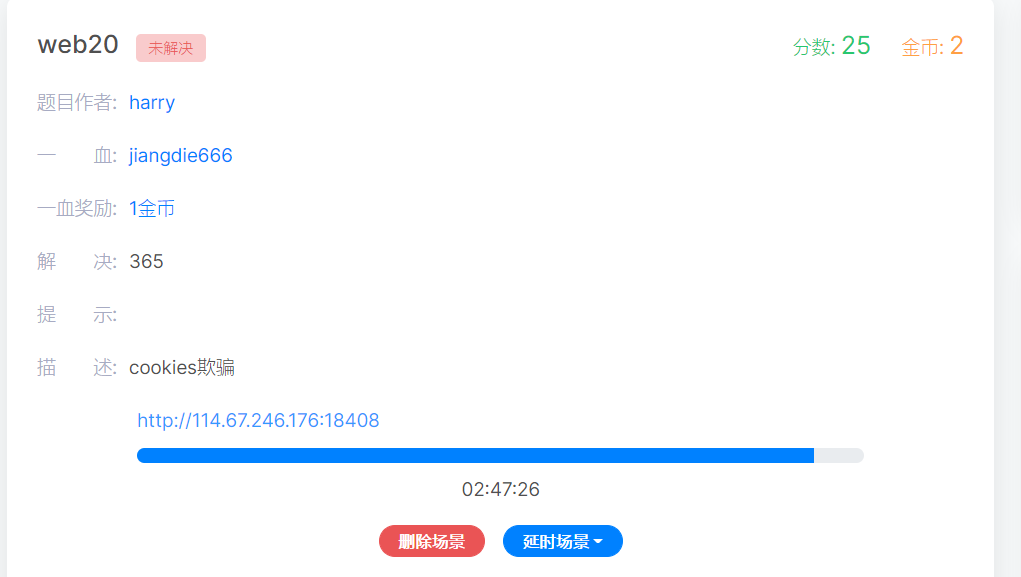 web20 未解决 分数: 25 金币: 2
题目作者: harry
一 血: jiangdie666
一血奖励: 1金币
解 决: 365
提 示:
描 述: cookies欺骗
http://114.67.246.176:18408
02:47:26
删除场景 延时场景